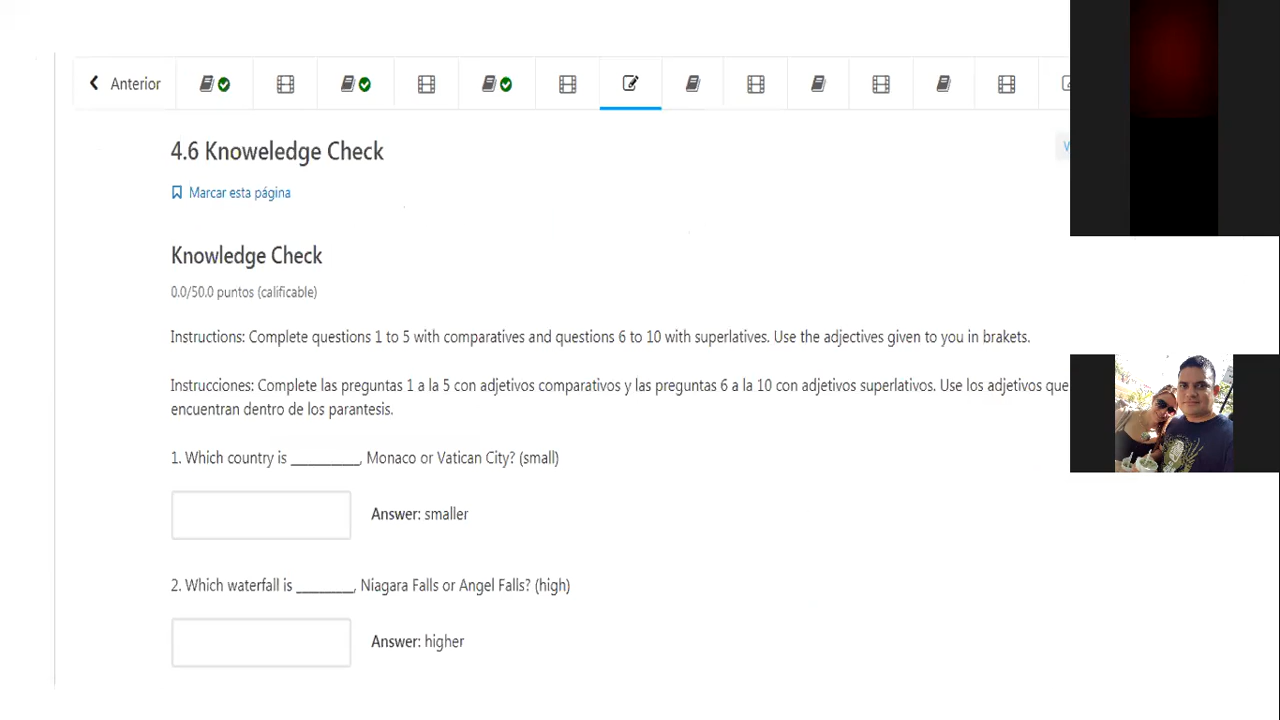 Anterior
4.6 Knoweledge Check
Marcar esta página
Knowledge Check
0.0/50.0 puntos (calificable)
Instructions: Complete questions 1 to 5 with comparatives and questions 6 to 10 with superlatives. Use the adjectives given to you in brakets.
Instrucciones: Complete las preguntas 1 a la 5 con adjetivos comparativos y las preguntas 6 a la 10 con adjetivos superlativos. Use los adjetivos que
encuentran dentro de los parantesis.
1. Which country is ___________, Monaco or Vatican City? (small)
Answer: smaller
2. Which waterfall is _________, Niagara Falls or Angel Falls? (high)
Answer: higher